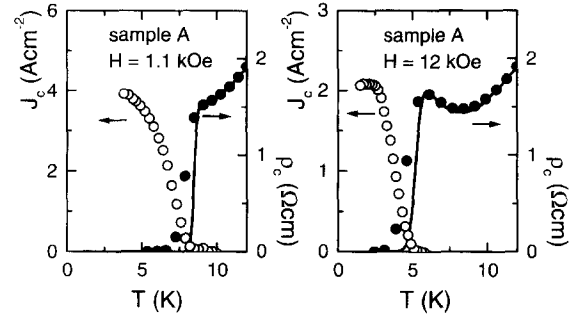 6
4
2
0
J_c (Acm^-2)
sample A
H = 1.1 kOe
2
1
0
ρ_c (Ωcm)
0 5 10
T (K)
3
2
1
0
J_c (Acm^-2)
sample A
H = 12 kOe
2
1
0
ρ_c (Ωcm)
0 5 10
T (K)